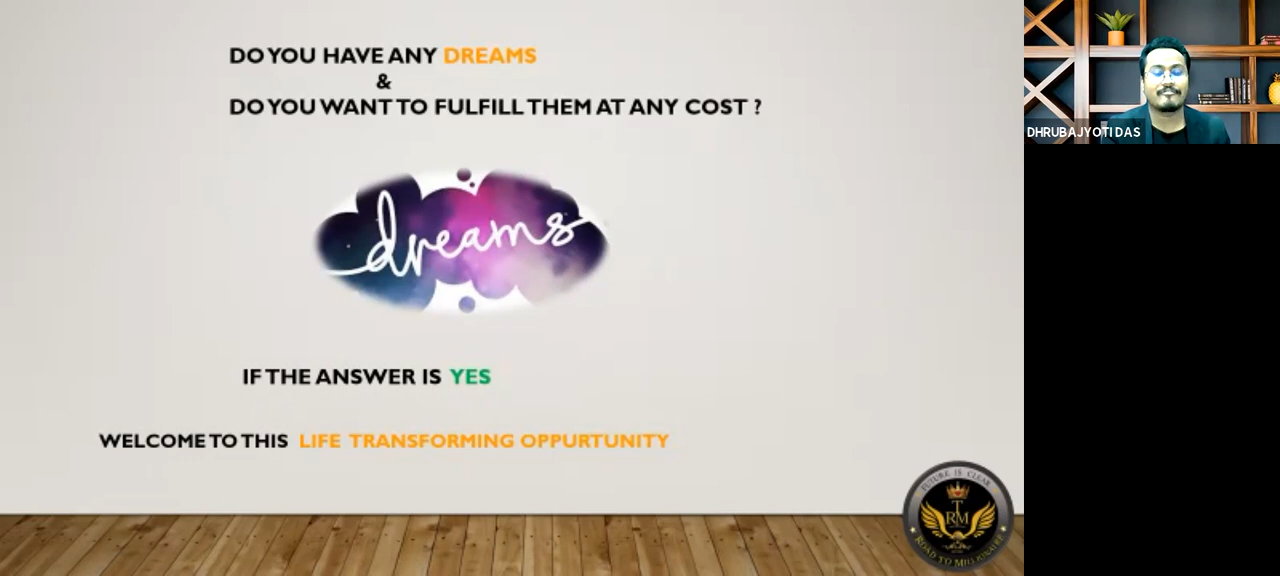 DO YOU HAVE ANY DREAMS
&
DO YOU WANT TO FULFILL THEM AT ANY COST ?
dreams
IF THE ANSWER IS YES
WELCOME TO THIS LIFE TRANSFORMING OPPURTUNITY
FUTURE IS CLEAR
TRM
ROAD TO MILLIONAIRE
DHRUBAJYOTI DAS